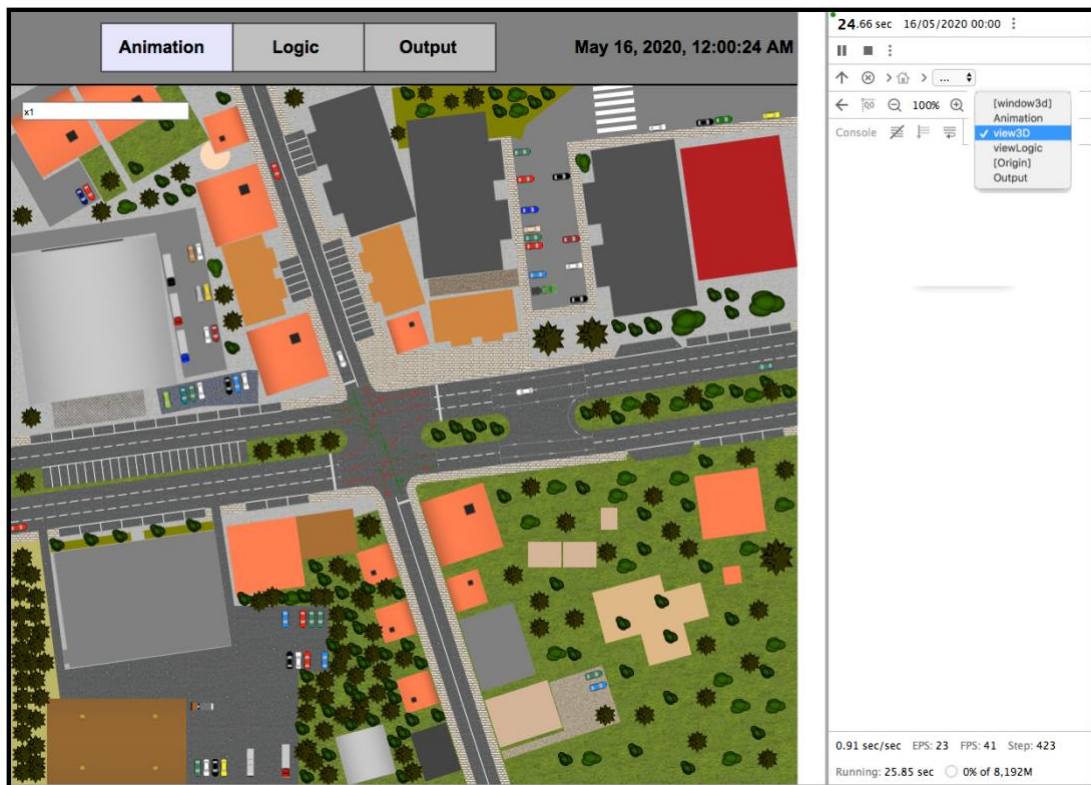 Animation Logic Output May 16, 2020, 12:00:24 AM
x1
24.66 sec 16/05/2020 00:00
...
100%
Console
[window3d]
Animation
✓ view3D
viewLogic
[Origin]
Output
0.91 sec/sec EPS: 23 FPS: 41 Step: 423
Running: 25.85 sec 0% of 8,192M